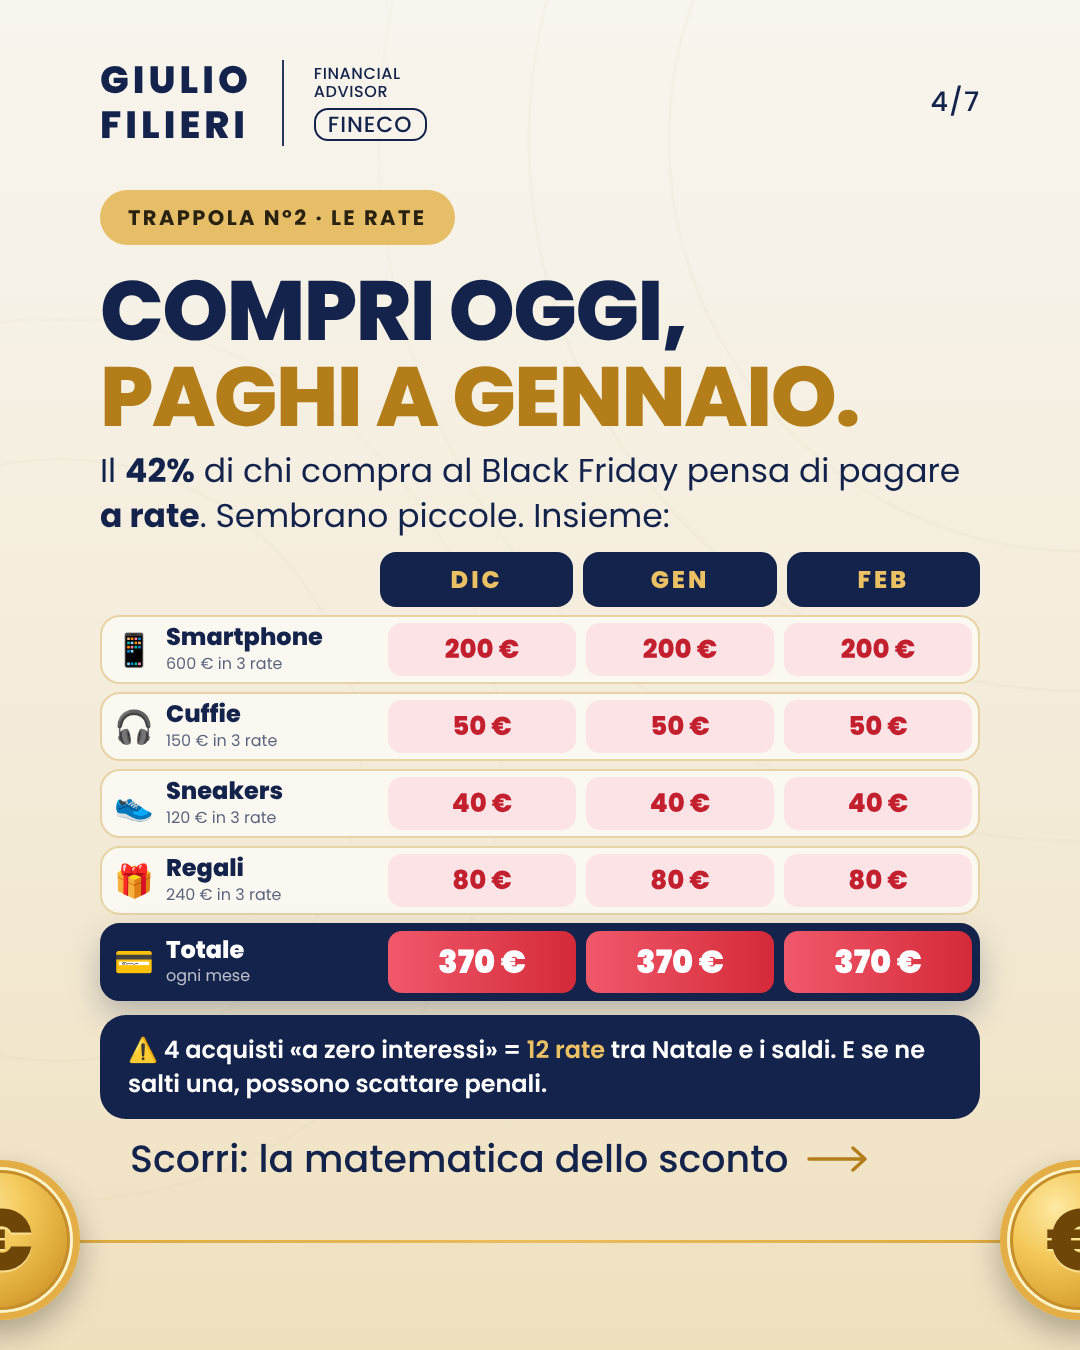 GIULIO
FILIERI
FINANCIAL
ADVISOR
FINECO
4/7
TRAPPOLA N°2 · LE RATE
COMPRI OGGI,
PAGHI A GENNAIO.
Il 42% di chi compra al Black Friday pensa di pagare
a rate. Sembrano piccole. Insieme:
DIC GEN FEB
Smartphone
600 € in 3 rate
200 € 200 € 200 €
Cuffie
150 € in 3 rate
50 € 50 € 50 €
Sneakers
120 € in 3 rate
40 € 40 € 40 €
Regali
240 € in 3 rate
80 € 80 € 80 €
Totale
ogni mese
370 € 370 € 370 €
⚠️ 4 acquisti «a zero interessi» = 12 rate tra Natale e i saldi. E se ne
salti una, possono scattare penali.
Scorri: la matematica dello sconto →
€ €